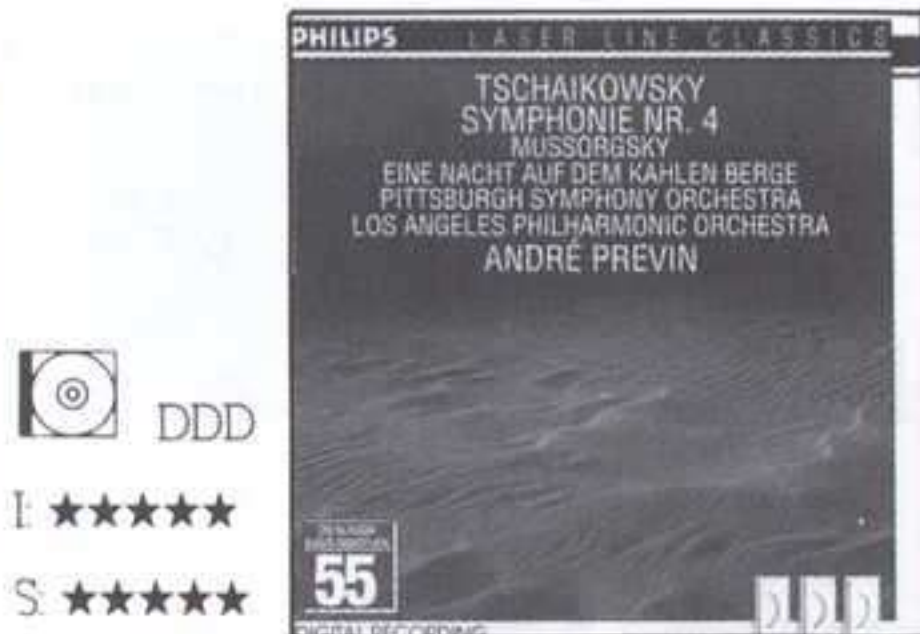 PHILIPS LASER LINE CLASSICS
TSCHAIKOWSKY
SYMPHONIE NR. 4
MUSSORGSKY
EINE NACHT AUF DEM KAHLEN BERGE
PITTSBURGH SYMPHONY ORCHESTRA
LOS ANGELES PHILHARMONIC ORCHESTRA
ANDRÉ PREVIN
DDD
I: ★★★★★
S: ★★★★★
55
DIGITAL RECORDING